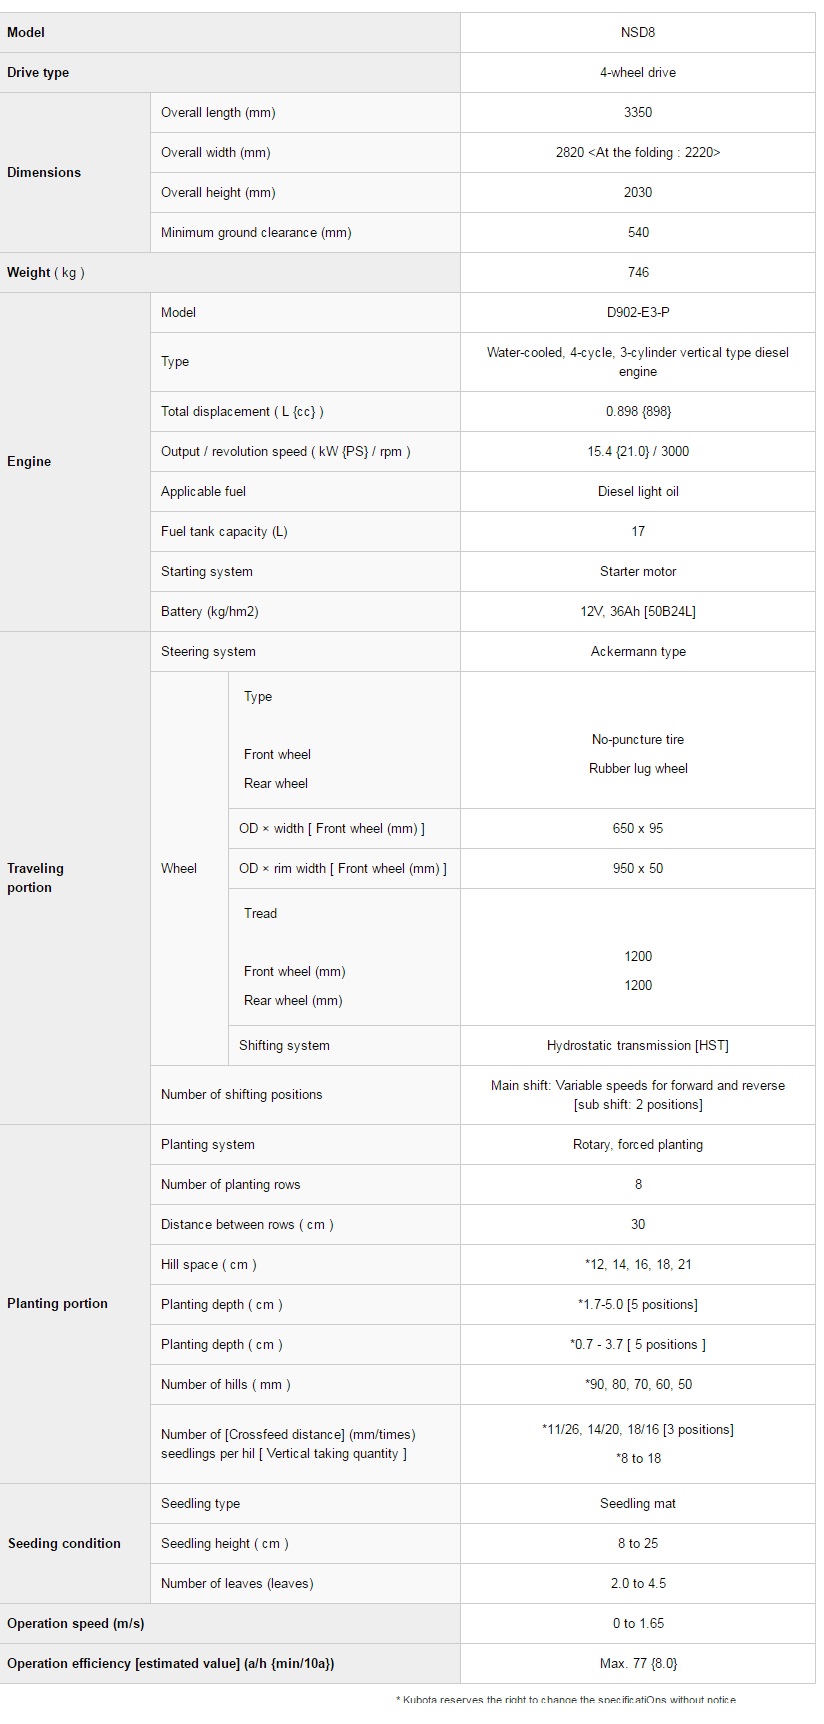 Model NSD8
Drive type 4-wheel drive
Dimensions
Overall length (mm) 3350
Overall width (mm) 2820 <At the folding : 2220>
Overall height (mm) 2030
Minimum ground clearance (mm) 540
Weight ( kg ) 746
Engine
Model D902-E3-P
Type Water-cooled, 4-cycle, 3-cylinder vertical type diesel
engine
Total displacement ( L {cc} ) 0.898 {898}
Output / revolution speed ( kW {PS} / rpm ) 15.4 {21.0} / 3000
Applicable fuel Diesel light oil
Fuel tank capacity (L) 17
Starting system Starter motor
Battery (kg/hm2) 12V, 36Ah [50B24L]
Traveling
portion
Steering system Ackermann type
Wheel
Type
Front wheel No-puncture tire
Rear wheel Rubber lug wheel
OD × width [ Front wheel (mm) ] 650 x 95
OD × rim width [ Front wheel (mm) ] 950 x 50
Tread
Front wheel (mm) 1200
Rear wheel (mm) 1200
Shifting system Hydrostatic transmission [HST]
Number of shifting positions Main shift: Variable speeds for forward and reverse
[sub shift: 2 positions]
Planting portion
Planting system Rotary, forced planting
Number of planting rows 8
Distance between rows ( cm ) 30
Hill space ( cm ) *12, 14, 16, 18, 21
Planting depth ( cm ) *1.7-5.0 [5 positions]
Planting depth ( cm ) *0.7 - 3.7 [ 5 positions ]
Number of hills ( mm ) *90, 80, 70, 60, 50
Number of [Crossfeed distance] (mm/times) *11/26, 14/20, 18/16 [3 positions]
seedlings per hil [ Vertical taking quantity ] *8 to 18
Seeding condition
Seedling type Seedling mat
Seedling height ( cm ) 8 to 25
Number of leaves (leaves) 2.0 to 4.5
Operation speed (m/s) 0 to 1.65
Operation efficiency [estimated value] (a/h {min/10a}) Max. 77 {8.0}
* Kubota reserves the right to change the specificatiOns without notice